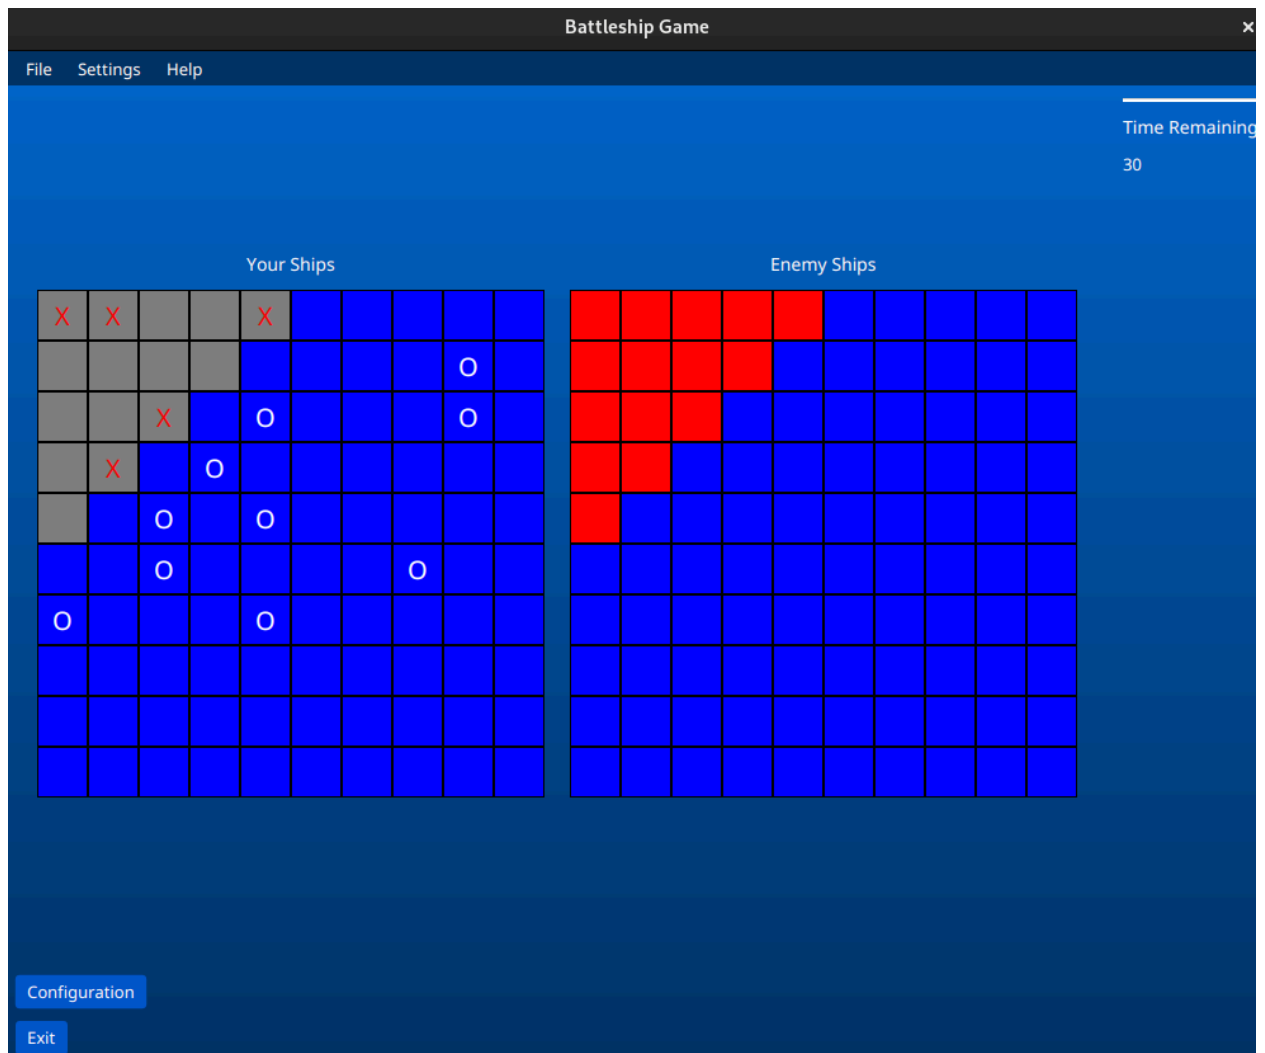 Battleship Game ×
File Settings Help
Time Remaining
30
Your Ships
Enemy Ships
X X X
O
X O O
X O
O O
O O
O O
Configuration
Exit